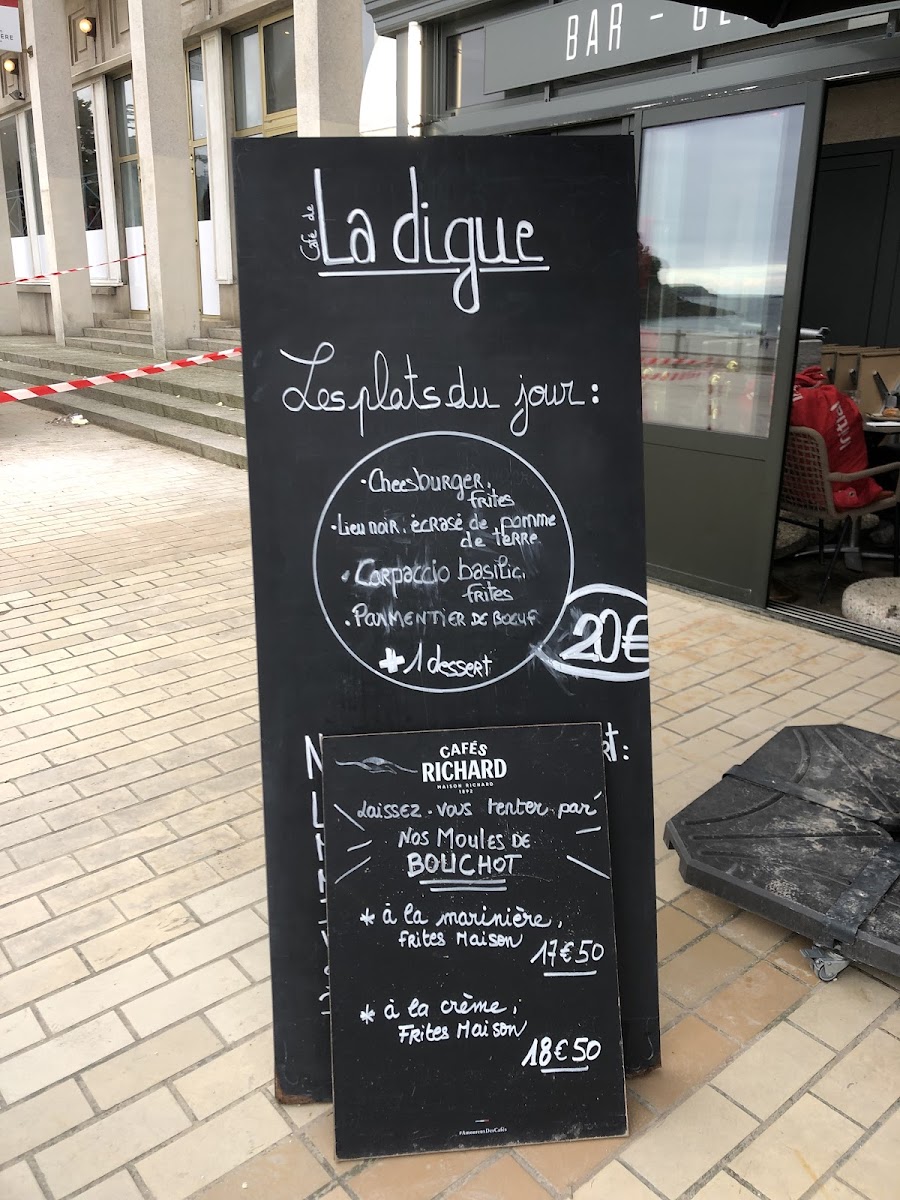 BAR - GL
Café de La digue
Les plats du jour :
• Cheesburger,
frites
• Lieu noir, écrasé de pomme
de terre
• Carpaccio basilic,
frites
• PARMENTIER DE BOEUF
+ 1 dessert
20€
CAFÉS
RICHARD
MAISON RICHARD
1892
Laissez-vous tenter par
Nos Moules DE
BOUCHOT
* à la marinière,
frites Maison
17€50
* à la crème,
Frites Maison
18€50
#AmoureuxDesCafés